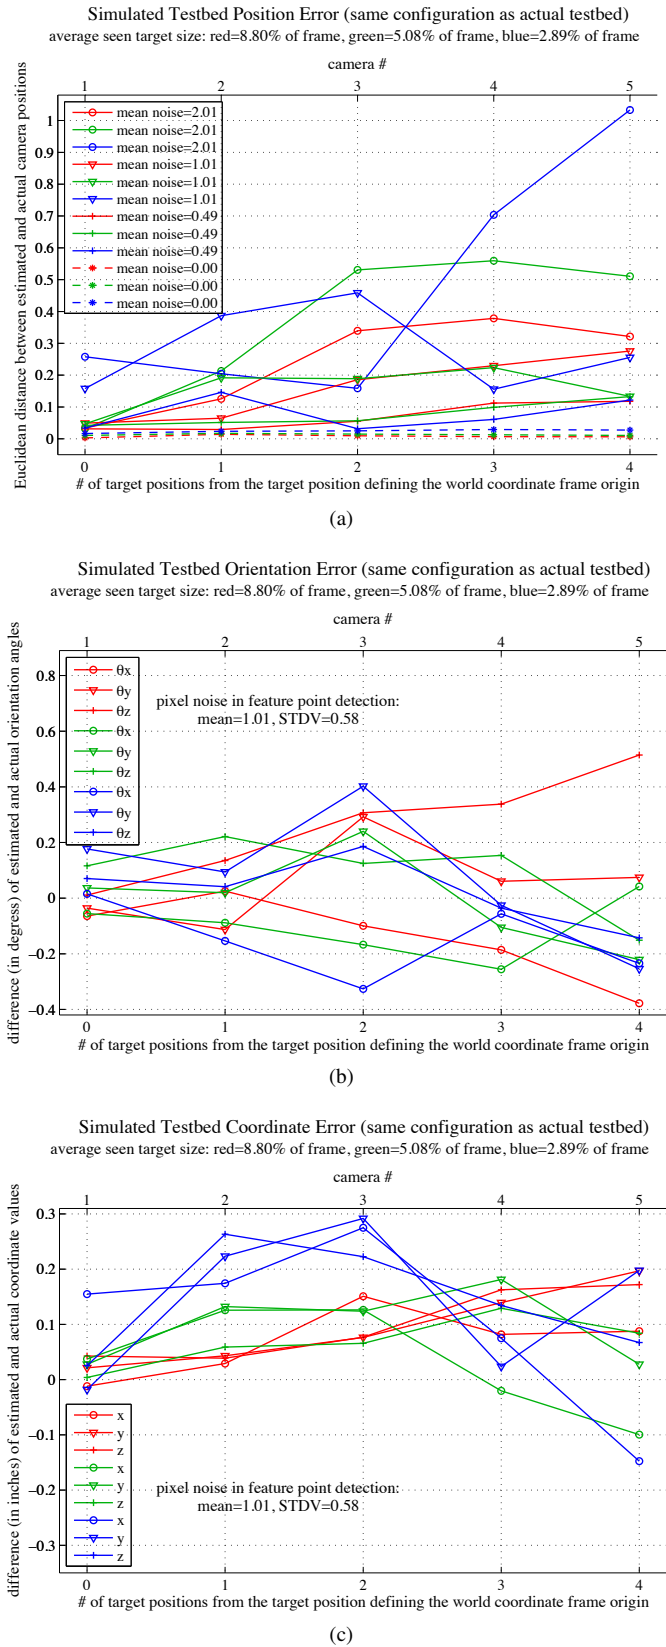 Simulated Testbed Position Error (same configuration as actual testbed)
average seen target size: red=8.80% of frame, green=5.08% of frame, blue=2.89% of frame
camera #
1 2 3 4 5
Euclidean distance between estimated and actual camera positions
1
0.9
0.8
0.7
0.6
0.5
0.4
0.3
0.2
0.1
0
mean noise=2.01
mean noise=2.01
mean noise=2.01
mean noise=1.01
mean noise=1.01
mean noise=1.01
mean noise=0.49
mean noise=0.49
mean noise=0.49
mean noise=0.00
mean noise=0.00
mean noise=0.00
0 1 2 3 4
# of target positions from the target position defining the world coordinate frame origin
(a)
Simulated Testbed Orientation Error (same configuration as actual testbed)
average seen target size: red=8.80% of frame, green=5.08% of frame, blue=2.89% of frame
camera #
1 2 3 4 5
difference (in degress) of estimated and actual orientation angles
0.8
0.6
0.4
0.2
0
−0.2
−0.4
θx
θy
θz
θx
θy
θz
θx
θy
θz
pixel noise in feature point detection:
mean=1.01, STDV=0.58
0 1 2 3 4
# of target positions from the target position defining the world coordinate frame origin
(b)
Simulated Testbed Coordinate Error (same configuration as actual testbed)
average seen target size: red=8.80% of frame, green=5.08% of frame, blue=2.89% of frame
camera #
1 2 3 4 5
difference (in inches) of estimated and actual coordinate values
0.3
0.2
0.1
0
−0.1
−0.2
−0.3
x
y
z
x
y
z
x
y
z
pixel noise in feature point detection:
mean=1.01, STDV=0.58
0 1 2 3 4
# of target positions from the target position defining the world coordinate frame origin
(c)